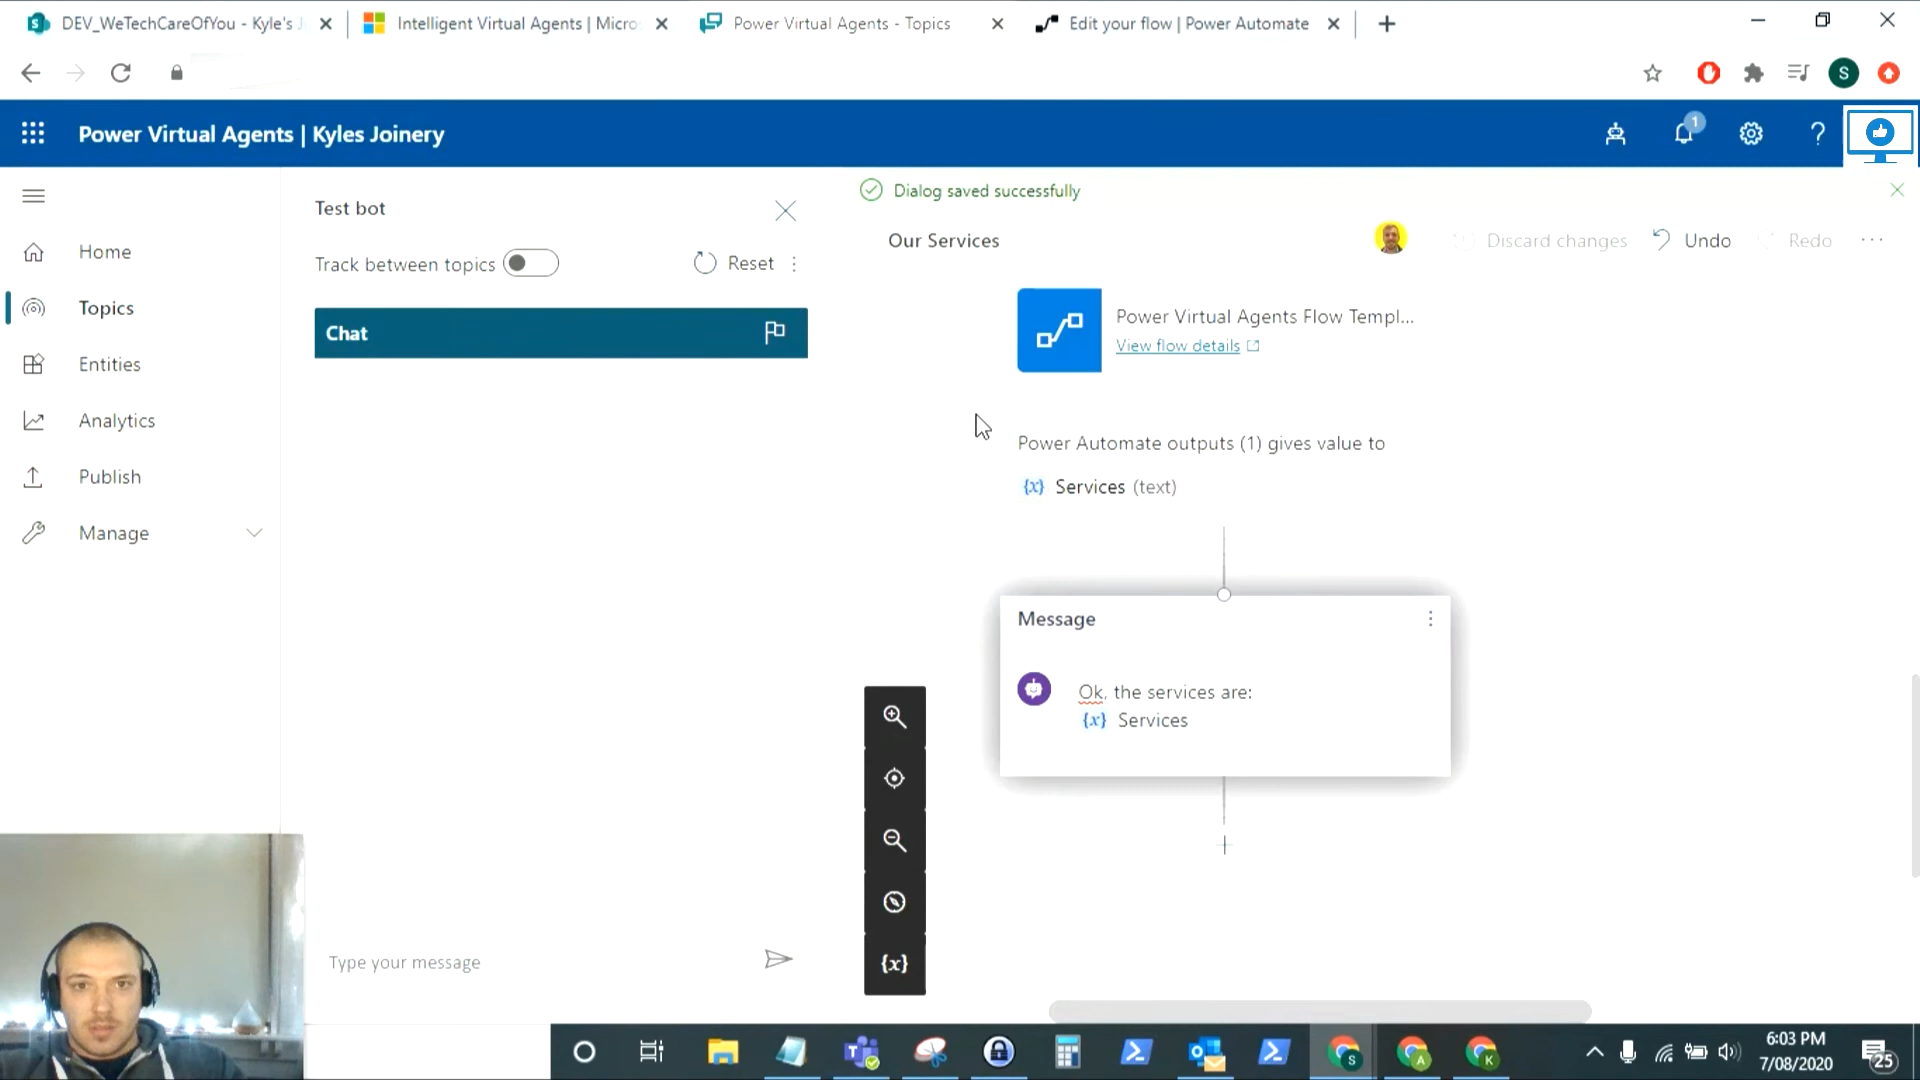 DEV_WeTechCareOfYou - Kyle's J
Intelligent Virtual Agents | Micro
Power Virtual Agents - Topics
Edit your flow | Power Automate
S
Power Virtual Agents | Kyles Joinery
1
?
Dialog saved successfully
Test bot
Our Services
Discard changes
Undo
Redo
Home
Track between topics
Reset
Topics
Chat
Power Virtual Agents Flow Templ...
View flow details
Entities
Analytics
Power Automate outputs (1) gives value to
Publish
{x} Services (text)
Manage
Message
Ok, the services are:
{x} Services
Type your message
{x}
S
A
K
6:03 PM
7/08/2020
25